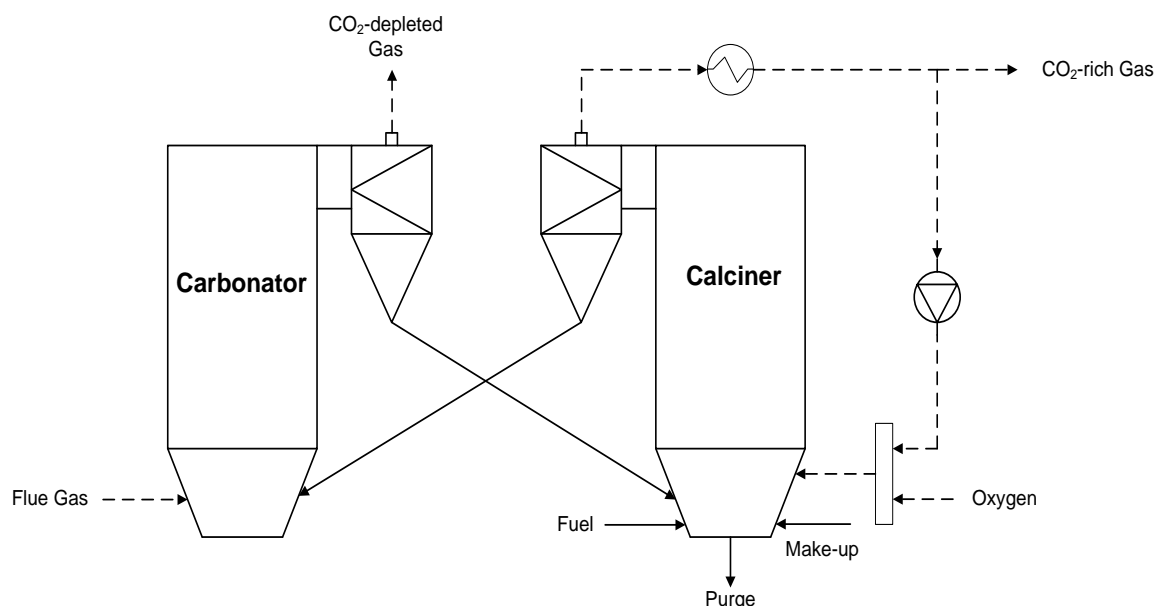 CO₂-depleted
Gas
CO₂-rich Gas
Carbonator
Calciner
Flue Gas
Oxygen
Fuel
Make-up
Purge